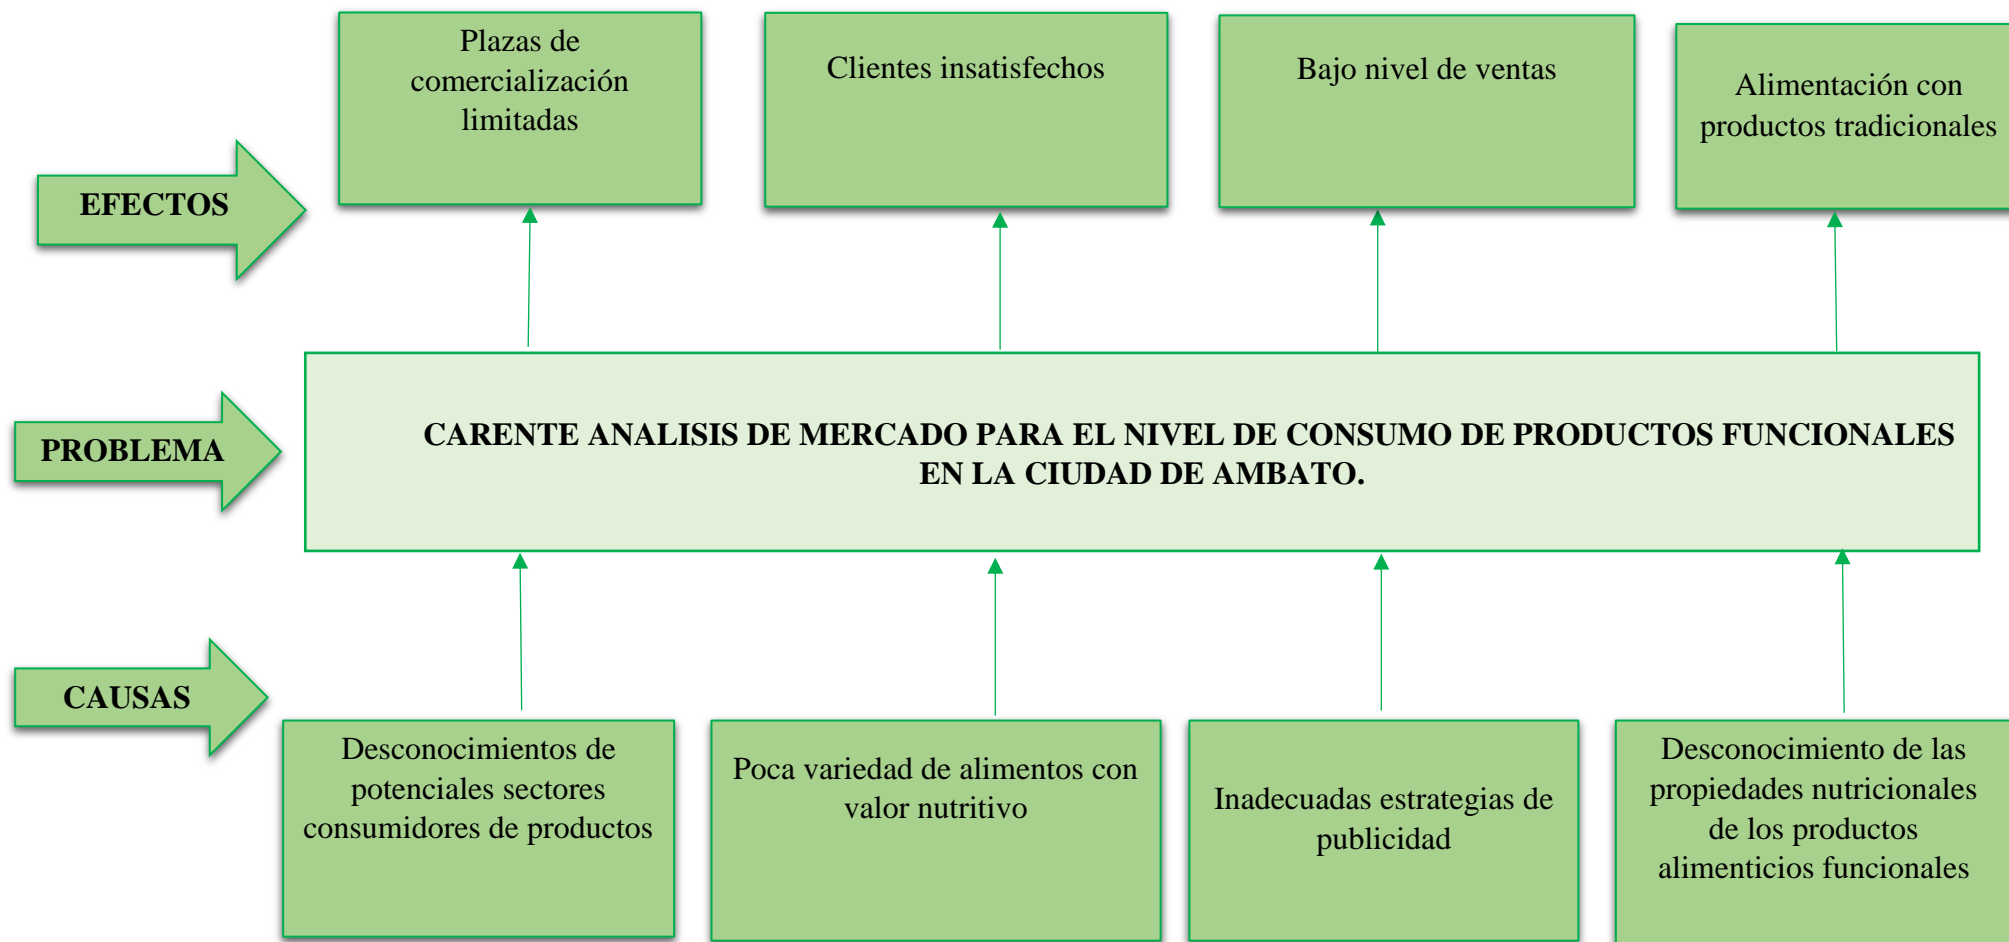 Plazas de
comercialización
limitadas
Clientes insatisfechos
Bajo nivel de ventas
Alimentación con
productos tradicionales
EFECTOS
PROBLEMA
CARENTE ANALISIS DE MERCADO PARA EL NIVEL DE CONSUMO DE PRODUCTOS FUNCIONALES
EN LA CIUDAD DE AMBATO.
CAUSAS
Desconocimientos de
potenciales sectores
consumidores de productos
Poca variedad de alimentos con
valor nutritivo
Inadecuadas estrategias de
publicidad
Desconocimiento de las
propiedades nutricionales
de los productos
alimenticios funcionales